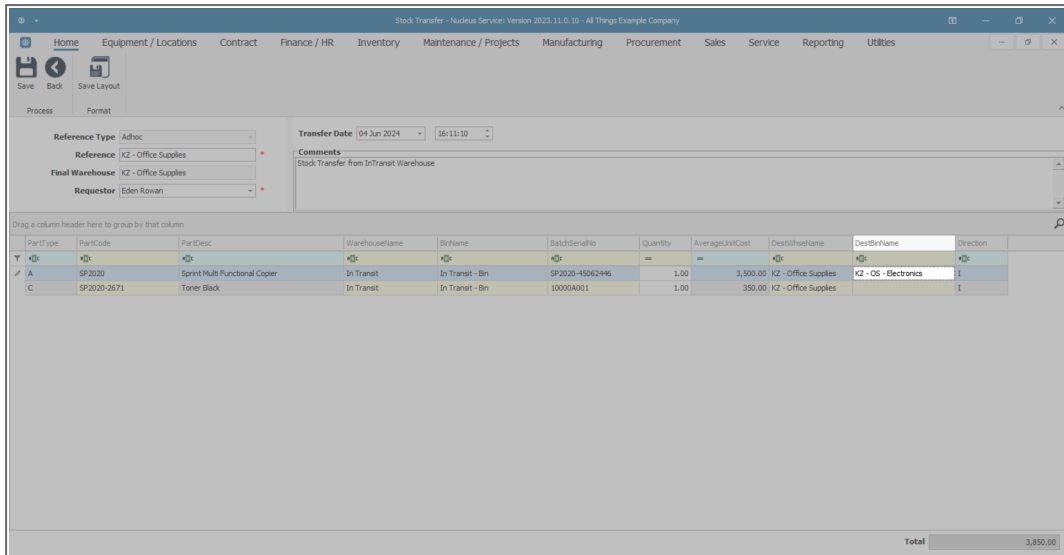 Stock Transfer - Nucleus Service: Version 2023.11.0.10 - All Things Example Company
Home Equipment / Locations Contract Finance / HR Inventory Maintenance / Projects Manufacturing Procurement Sales Service Reporting Utilities
Save Back Save Layout
Process Format
Reference Type Adhoc
Reference KZ - Office Supplies *
Final Warehouse KZ - Office Supplies
Requestor Eden Rowan *
Transfer Date 04 Jun 2024 16:11:10
Comments
Stock Transfer from InTransit Warehouse
Drag a column header here to group by that column
PartType PartCode PartDesc WarehouseName BinName BatchSerialNo Quantity AverageUnitCost DestWhseName DestBinName Direction
A SP2020 Sprint Multi Functional Copier In Transit In Transit - Bin SP2020-45062446 1.00 3,500.00 KZ - Office Supplies KZ - OS - Electronics I
C SP2020-2671 Toner Black In Transit In Transit - Bin 10000A001 1.00 350.00 KZ - Office Supplies I
Total 3,850.00